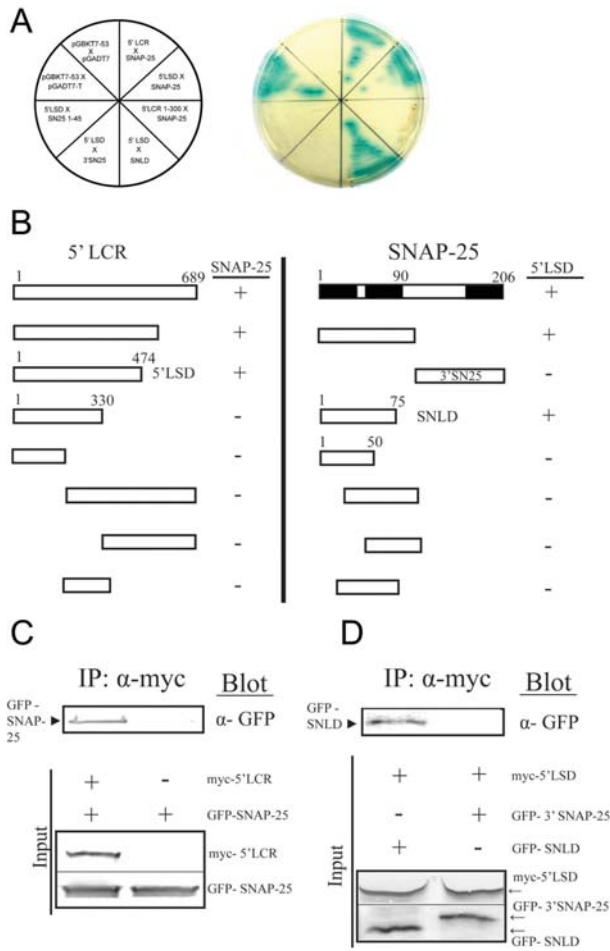 A
pGBKT7-53
X
pGADT7
5' LCR
X
SNAP-25
pGBKT7-53 X
pGADT7-T
5'LSD X
SNAP-25
5'LSD X
SN25 1-45
5'LCR 1-300 X
SNAP-25
5' LSD
X
3'SN25
5' LSD
X
SNLD
B
5' LCR
SNAP-25
1 689
+
+
1 474
5'LSD +
1 330
-
-
-
-
-
SNAP-25
5'LSD
1 90 206
+
+
3'SN25 -
1 75
SNLD +
1 50
-
-
-
-
C
IP: α-myc Blot
GFP - SNAP- 25
α- GFP
+ - myc-5'LCR
+ + GFP-SNAP-25
Input
myc- 5'LCR
GFP- SNAP-25
D
IP: α-myc Blot
GFP - SNLD
α- GFP
+ + myc-5'LSD
- + GFP- 3'SNAP-25
+ - GFP- SNLD
Input
myc-5'LSD
GFP- 3'SNAP-25
GFP- SNLD